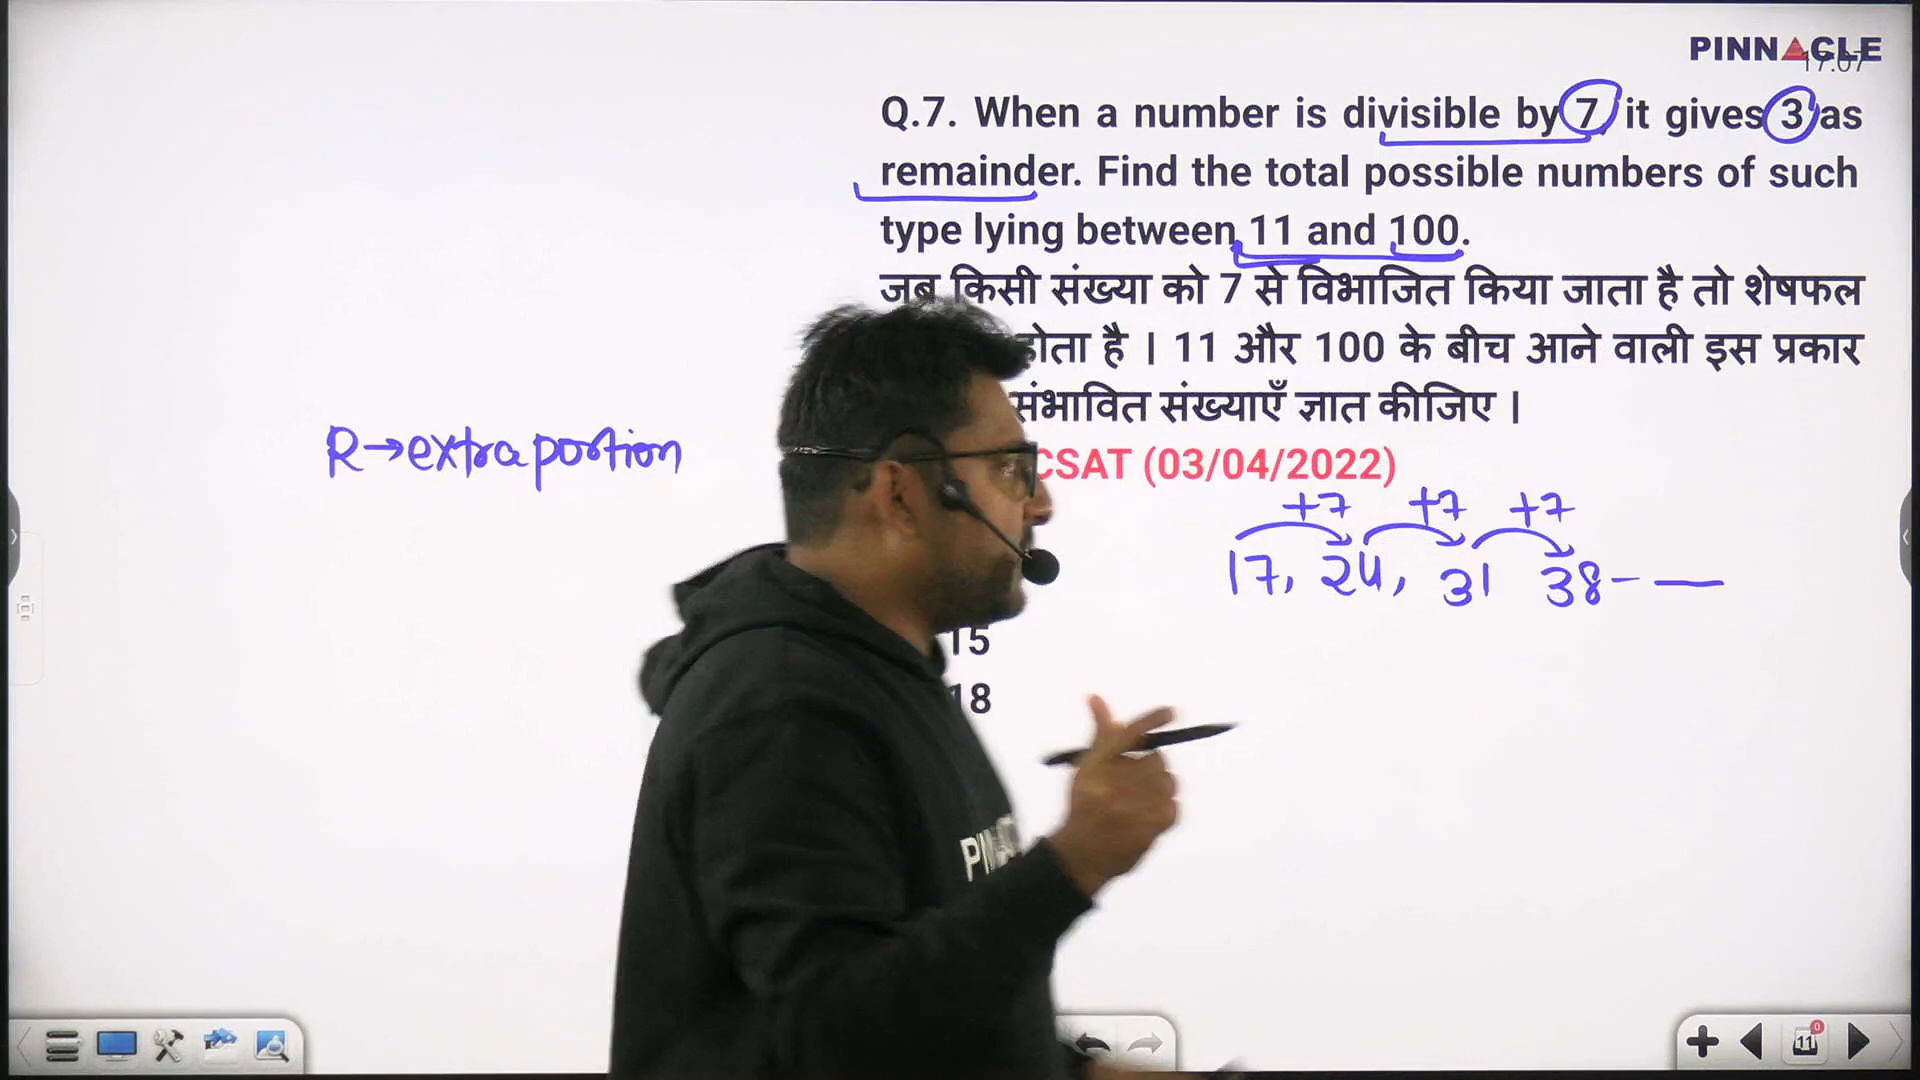 PINNACLE
17:07
Q.7. When a number is divisible by 7, it gives 3 as
remainder. Find the total possible numbers of such
type lying between 11 and 100.
जब किसी संख्या को 7 से विभाजित किया जाता है तो शेषफल
होता है । 11 और 100 के बीच आने वाली इस प्रकार
संभावित संख्याएँ ज्ञात कीजिए ।
R→extra portion
CSAT (03/04/2022)
+7 +7 +7
17, 24, 31 38 - —
15
18
11
0